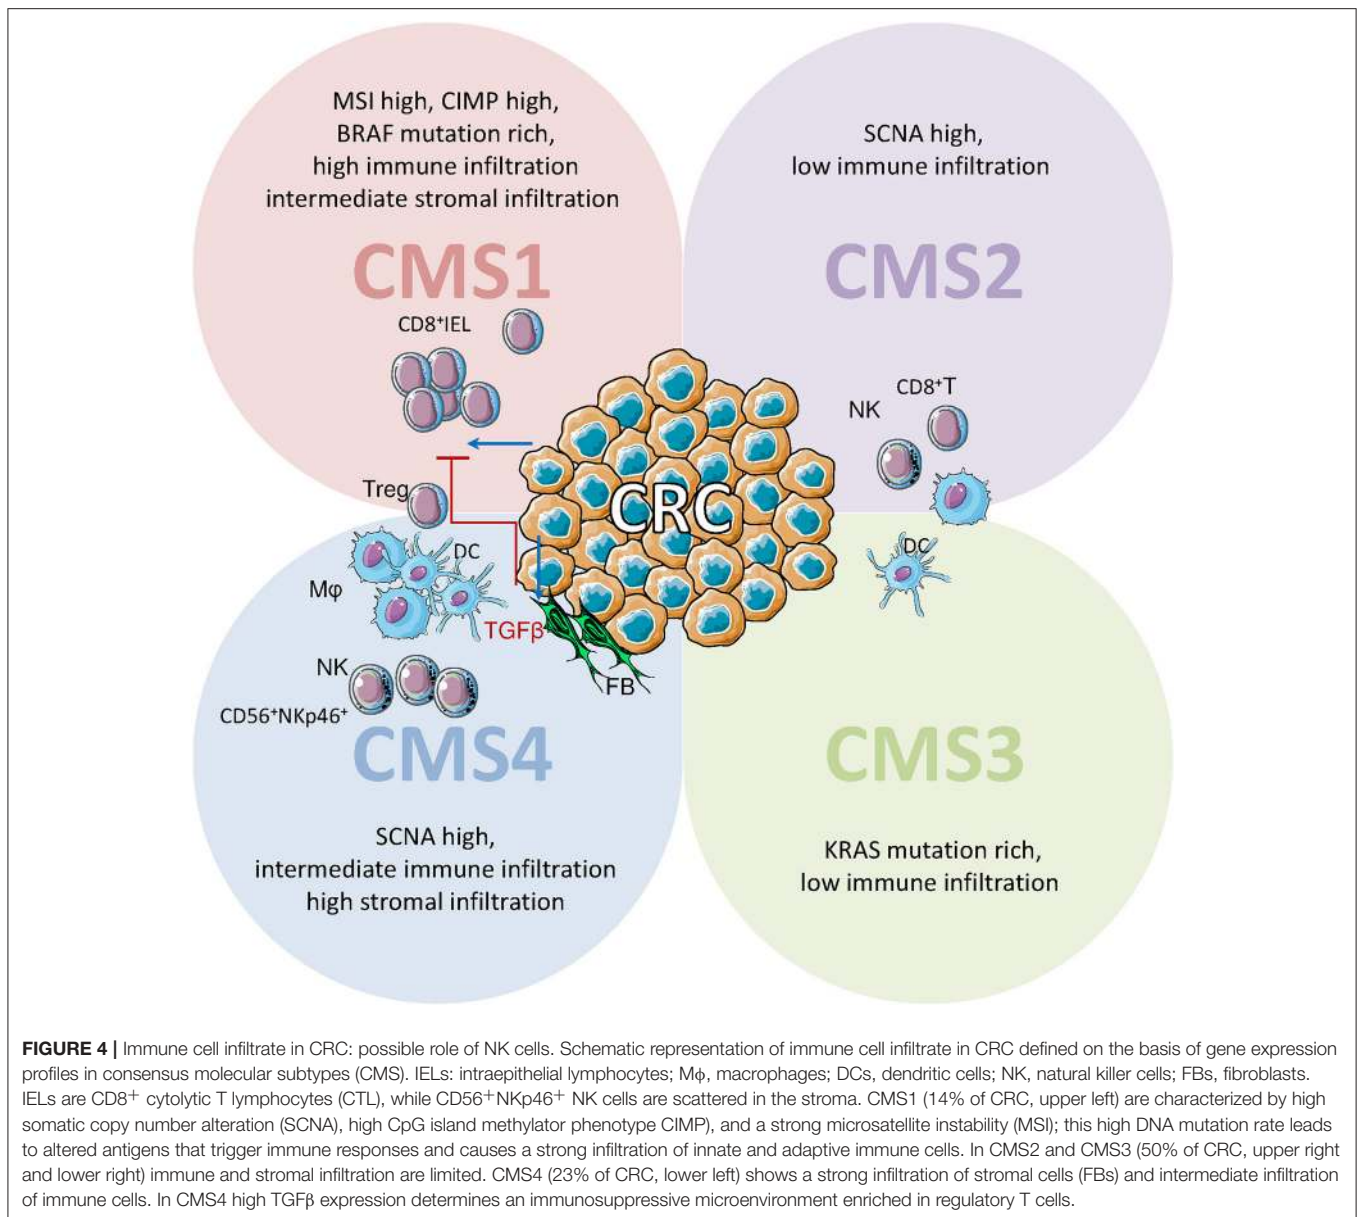 MSI high, CIMP high,
BRAF mutation rich,
high immune infiltration
intermediate stromal infiltration
CMS1
SCNA high,
low immune infiltration
CMS2
CD8⁺IEL
CD8⁺T
NK
Treg
CRC
DC
DC
Mφ
TGFβ
NK
FB
CD56⁺NKp46⁺
CMS4
CMS3
SCNA high,
intermediate immune infiltration
high stromal infiltration
KRAS mutation rich,
low immune infiltration
FIGURE 4 | Immune cell infiltrate in CRC: possible role of NK cells. Schematic representation of immune cell infiltrate in CRC defined on the basis of gene expression
profiles in consensus molecular subtypes (CMS). IELs: intraepithelial lymphocytes; Mϕ, macrophages; DCs, dendritic cells; NK, natural killer cells; FBs, fibroblasts.
IELs are CD8⁺ cytolytic T lymphocytes (CTL), while CD56⁺NKp46⁺ NK cells are scattered in the stroma. CMS1 (14% of CRC, upper left) are characterized by high
somatic copy number alteration (SCNA), high CpG island methylator phenotype CIMP), and a strong microsatellite instability (MSI); this high DNA mutation rate leads
to altered antigens that trigger immune responses and causes a strong infiltration of innate and adaptive immune cells. In CMS2 and CMS3 (50% of CRC, upper right
and lower right) immune and stromal infiltration are limited. CMS4 (23% of CRC, lower left) shows a strong infiltration of stromal cells (FBs) and intermediate infiltration
of immune cells. In CMS4 high TGFβ expression determines an immunosuppressive microenvironment enriched in regulatory T cells.